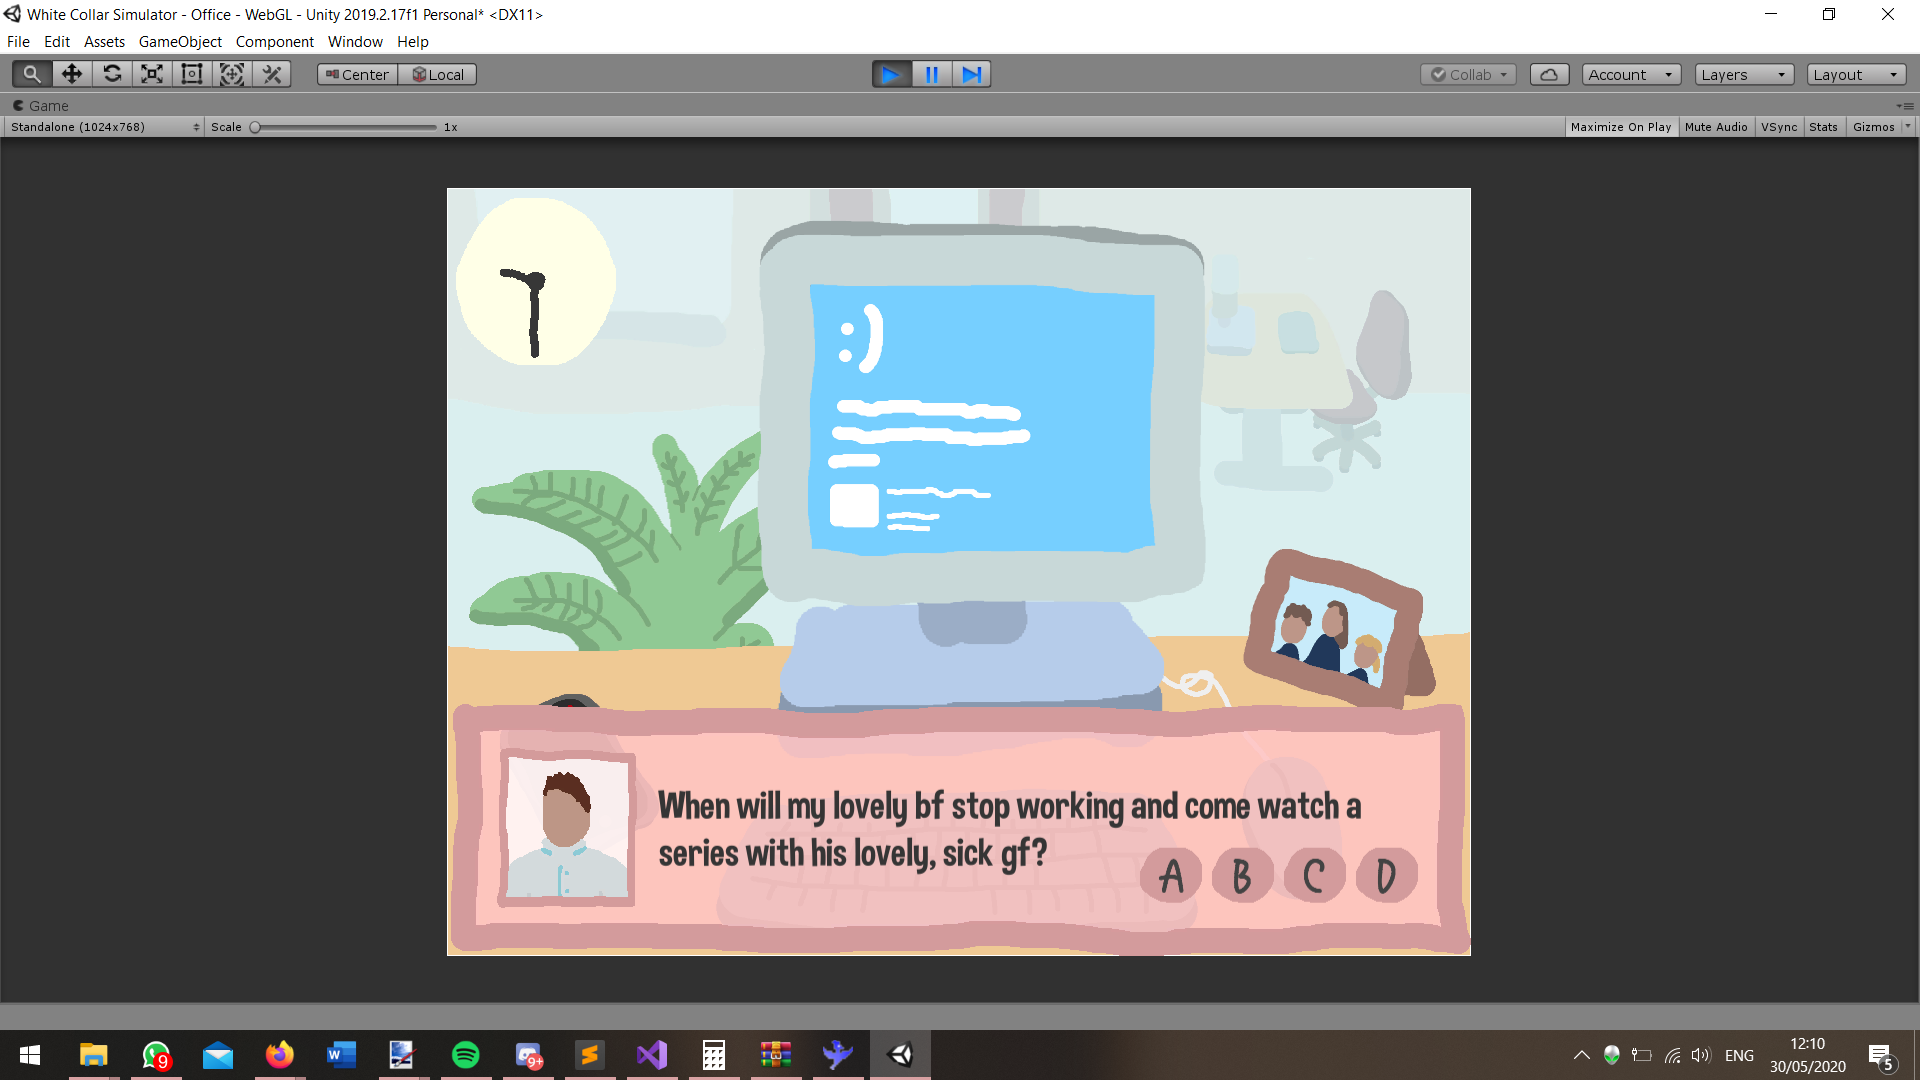 White Collar Simulator - Office - WebGL - Unity 2019.2.17f1 Personal* <DX11>
File Edit Assets GameObject Component Window Help
Center Local Collab Account Layers Layout
Game
Standalone (1024x768) Scale 1x Maximize On Play Mute Audio VSync Stats Gizmos
:)
When will my lovely bf stop working and come watch a
series with his lovely, sick gf?
A B C D
9
9+
ENG
12:10
30/05/2020
5